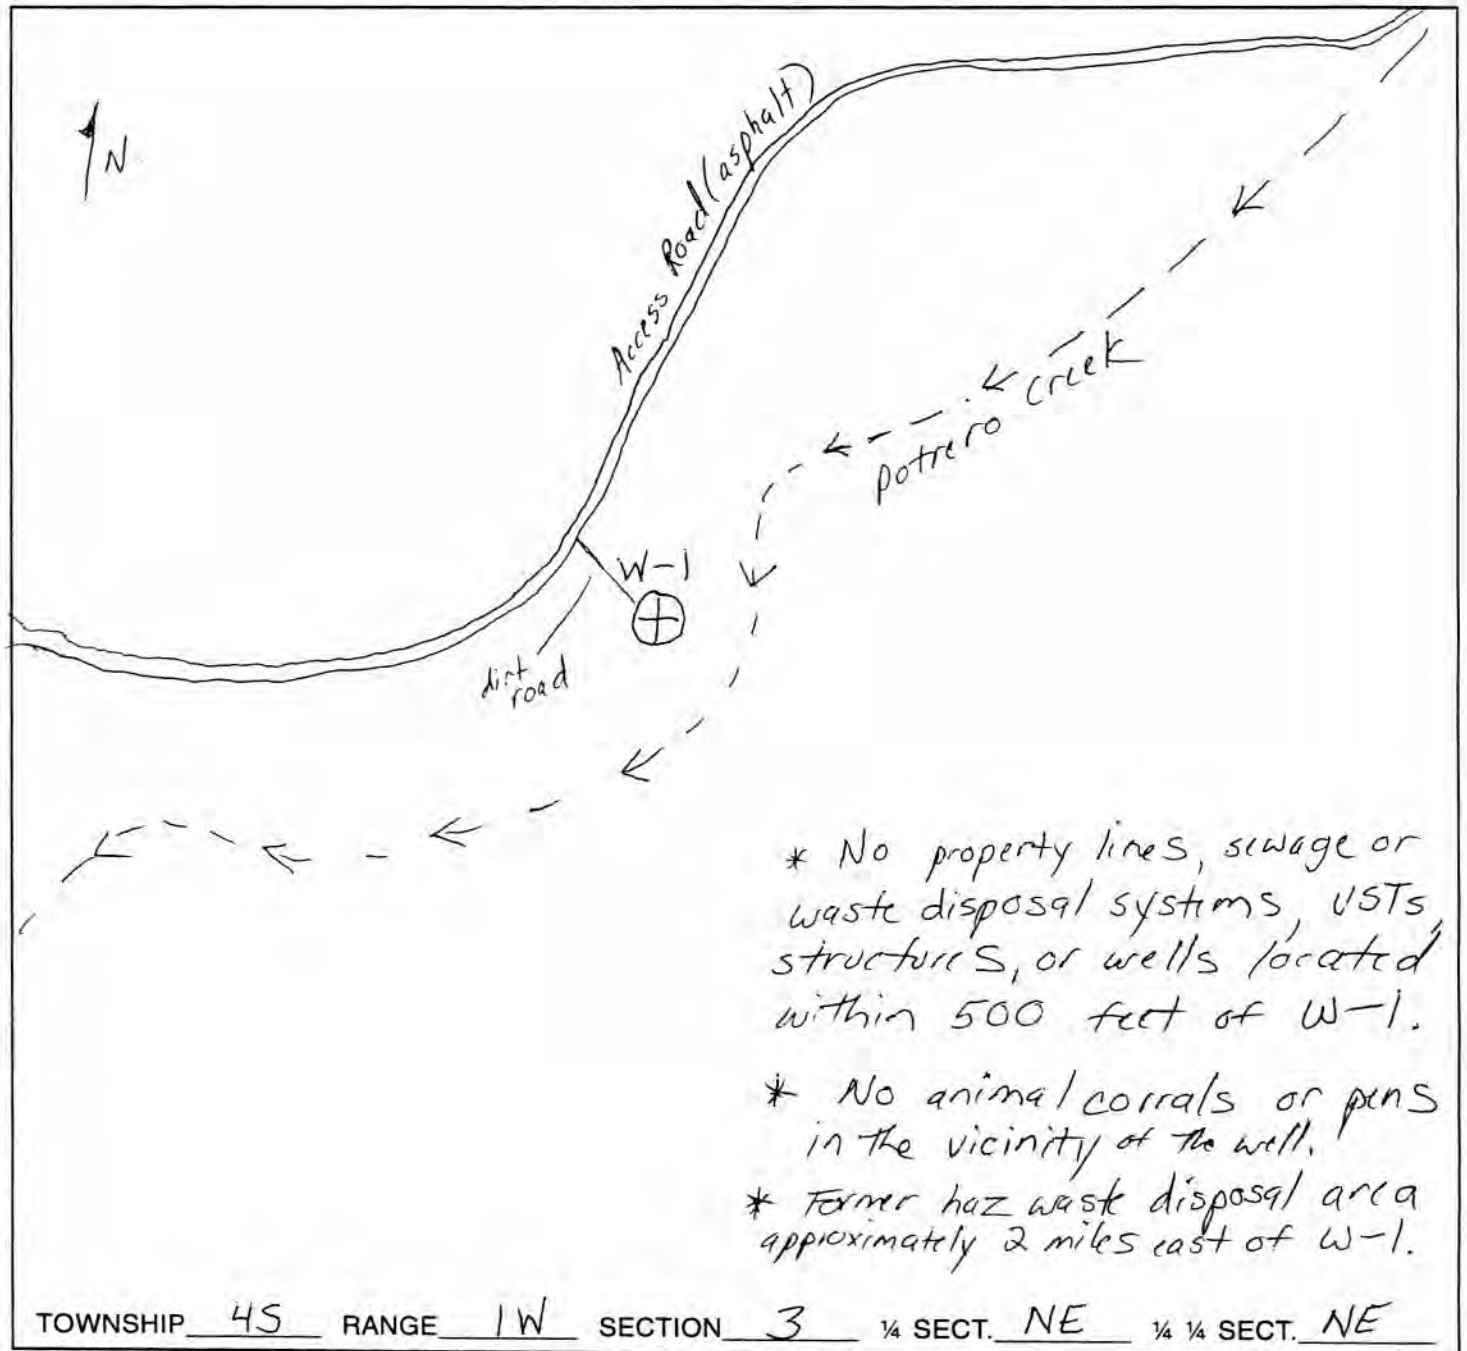 N
Access Road (asphalt)
Potrero Creek
W-1
dirt
road
* No property lines, sewage or
waste disposal systems, USTs,
structures, or wells located
within 500 feet of W-1.
* No animal corrals or pens
in the vicinity of the well.
* Former haz waste disposal area
approximately 2 miles east of W-1.
TOWNSHIP 4S RANGE 1W SECTION 3 ¼ SECT. NE ¼ ¼ SECT. NE